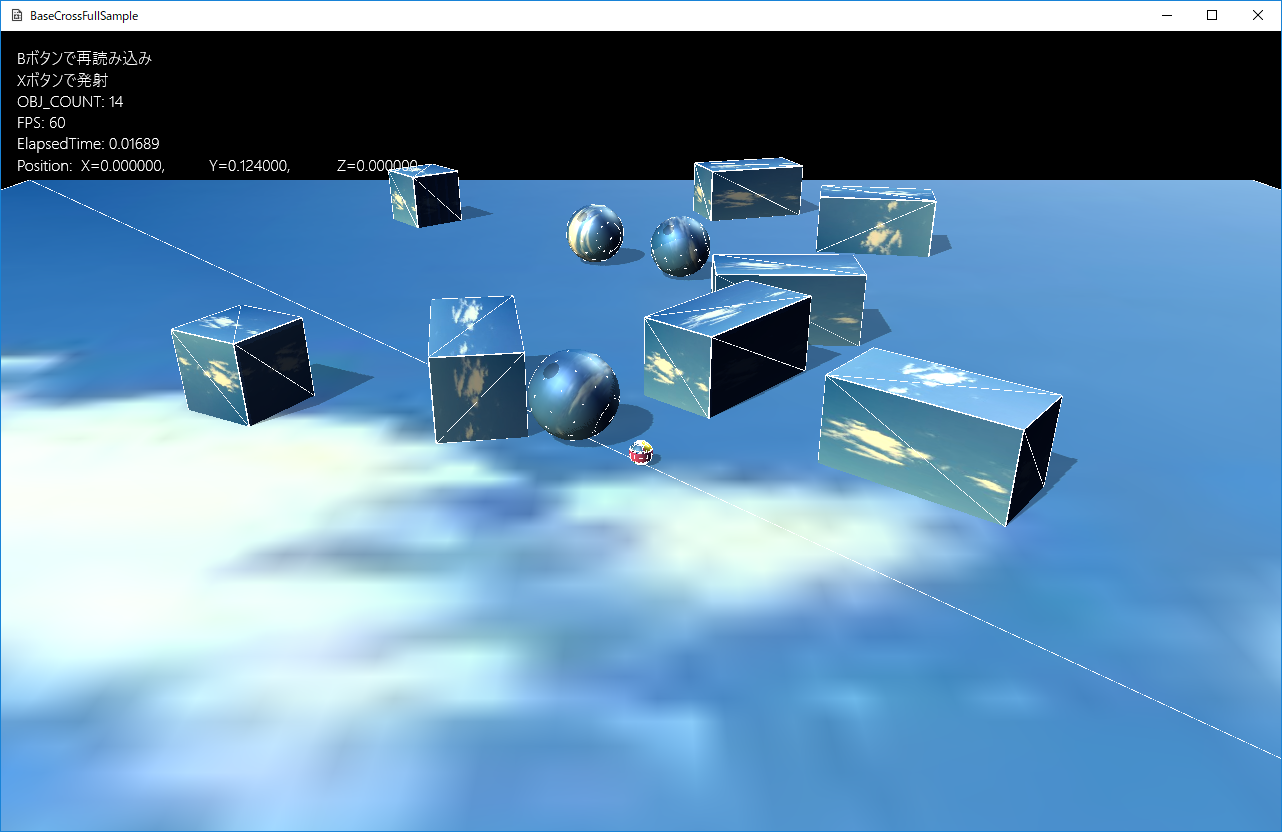 BaseCrossFullSample
Bボタンで再読み込み
Xボタンで発射
OBJ_COUNT: 14
FPS: 60
ElapsedTime: 0.01689
Position: X=0.000000, Y=0.124000, Z=0.000000